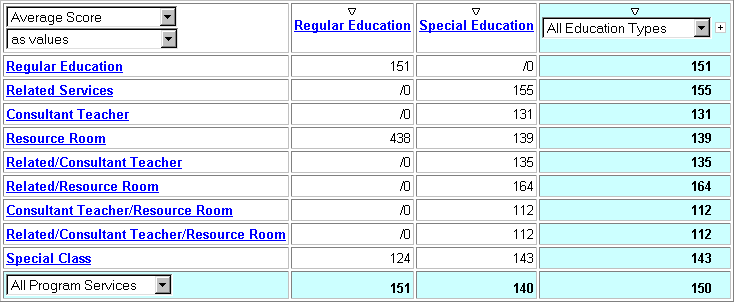 Average Score
as values
Regular Education Special Education All Education Types +
Regular Education 151 /0 151
Related Services /0 155 155
Consultant Teacher /0 131 131
Resource Room 438 139 139
Related/Consultant Teacher /0 135 135
Related/Resource Room /0 164 164
Consultant Teacher/Resource Room /0 112 112
Related/Consultant Teacher/Resource Room /0 112 112
Special Class 124 143 143
All Program Services 151 140 150